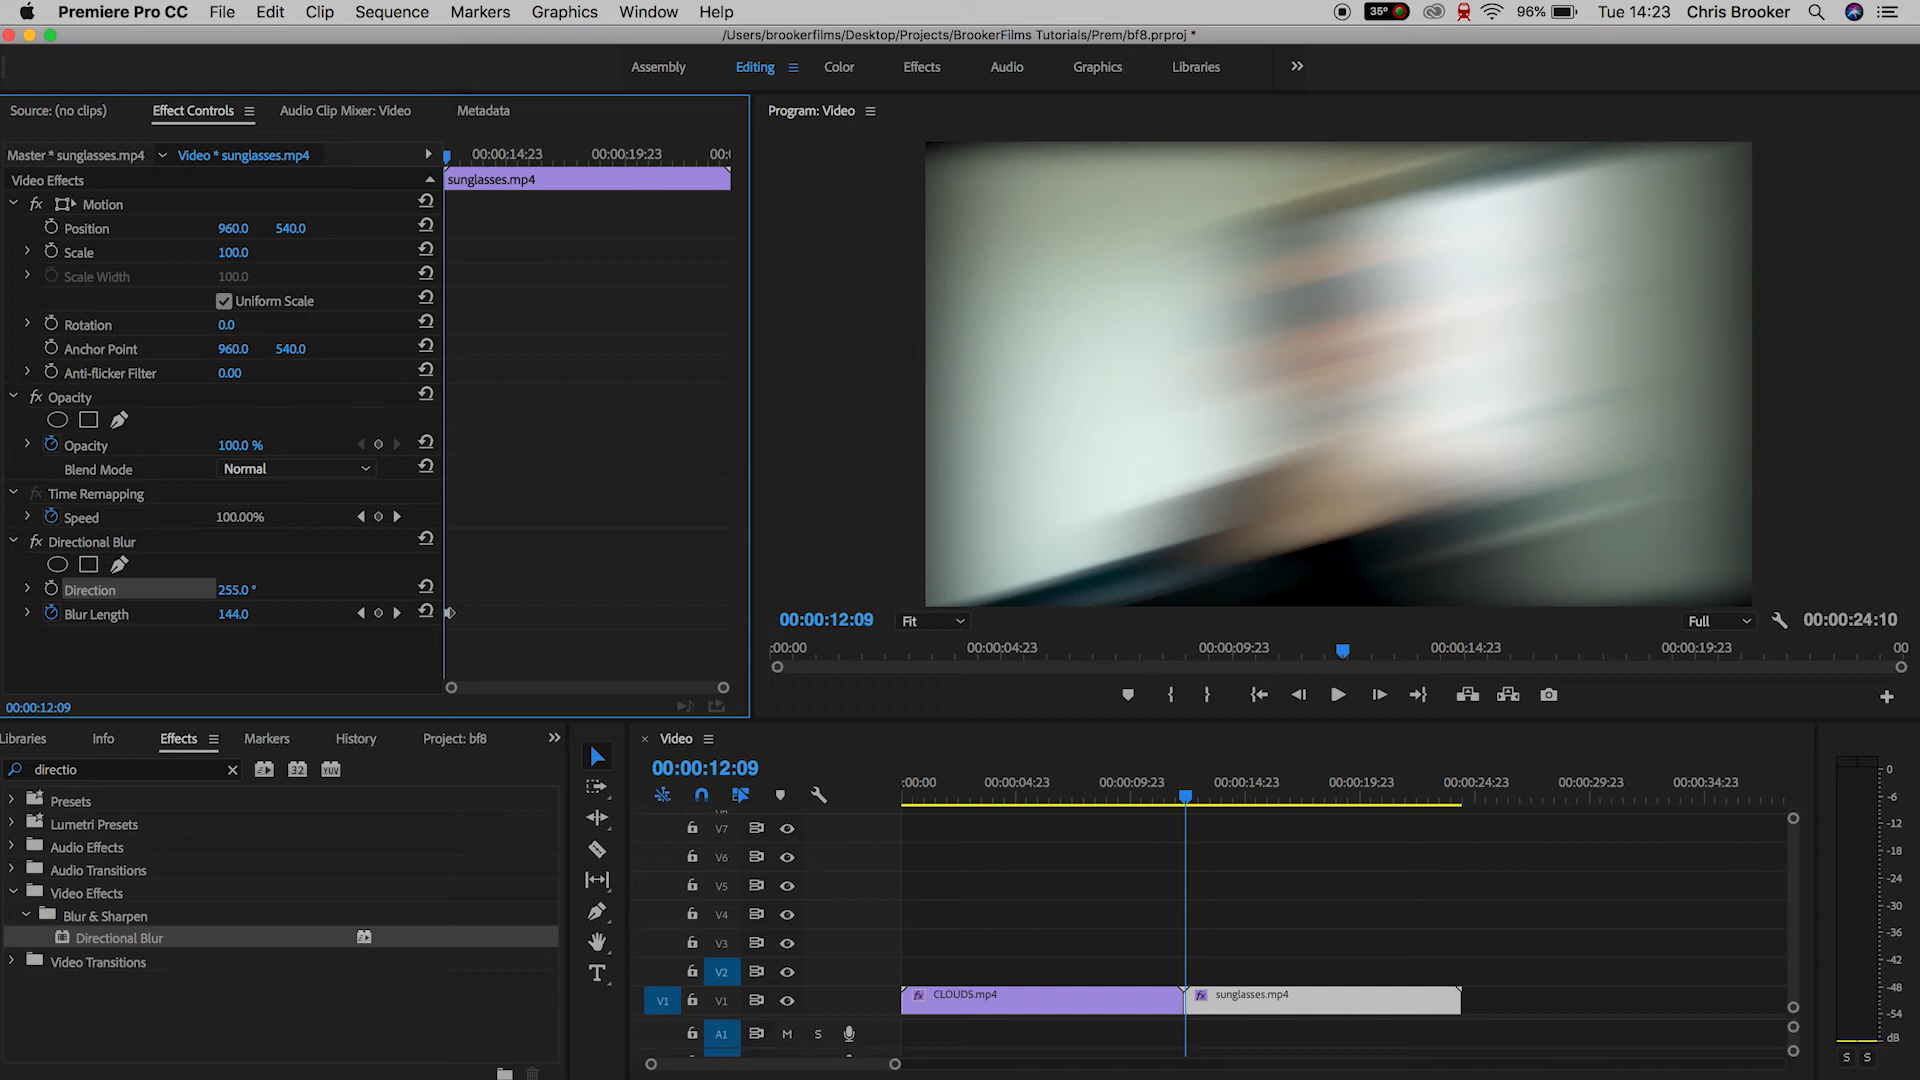 Premiere Pro CC File Edit Clip Sequence Markers Graphics Window Help 35° 96% Tue 14:23 Chris Brooker
/Users/brookerfilms/Desktop/Projects/BrookerFilms Tutorials/Prem/bf8.prproj *
Assembly Editing Color Effects Audio Graphics Libraries
Source: (no clips) Effect Controls Audio Clip Mixer: Video Metadata
Program: Video
Master * sunglasses.mp4 Video * sunglasses.mp4 00:00:14:23 00:00:19:23 00:
Video Effects sunglasses.mp4
fx Motion
Position 960.0 540.0
Scale 100.0
Scale Width 100.0
Uniform Scale
Rotation 0.0
Anchor Point 960.0 540.0
Anti-flicker Filter 0.00
fx Opacity
Opacity 100.0 %
Blend Mode Normal
fx Time Remapping
Speed 100.00%
fx Directional Blur
Direction 255.0 °
Blur Length 144.0
00:00:12:09
00:00:12:09 Fit Full 00:00:24:10
:00:00 00:00:04:23 00:00:09:23 00:00:14:23 00:00:19:23 00
Libraries Info Effects Markers History Project: bf8
directio 32 YUV
Presets
Lumetri Presets
Audio Effects
Audio Transitions
Video Effects
Blur & Sharpen
Directional Blur
Video Transitions
× Video
00:00:12:09
:00:00 00:00:04:23 00:00:09:23 00:00:14:23 00:00:19:23 00:00:24:23 00:00:29:23 00:00:34:23
V7
V6
V5
V4
V3
V2
V1 V1 fx CLOUDS.mp4 fx sunglasses.mp4
A1 M S
0
-6
-12
-18
-24
-30
-36
-42
-48
-54
dB
S S